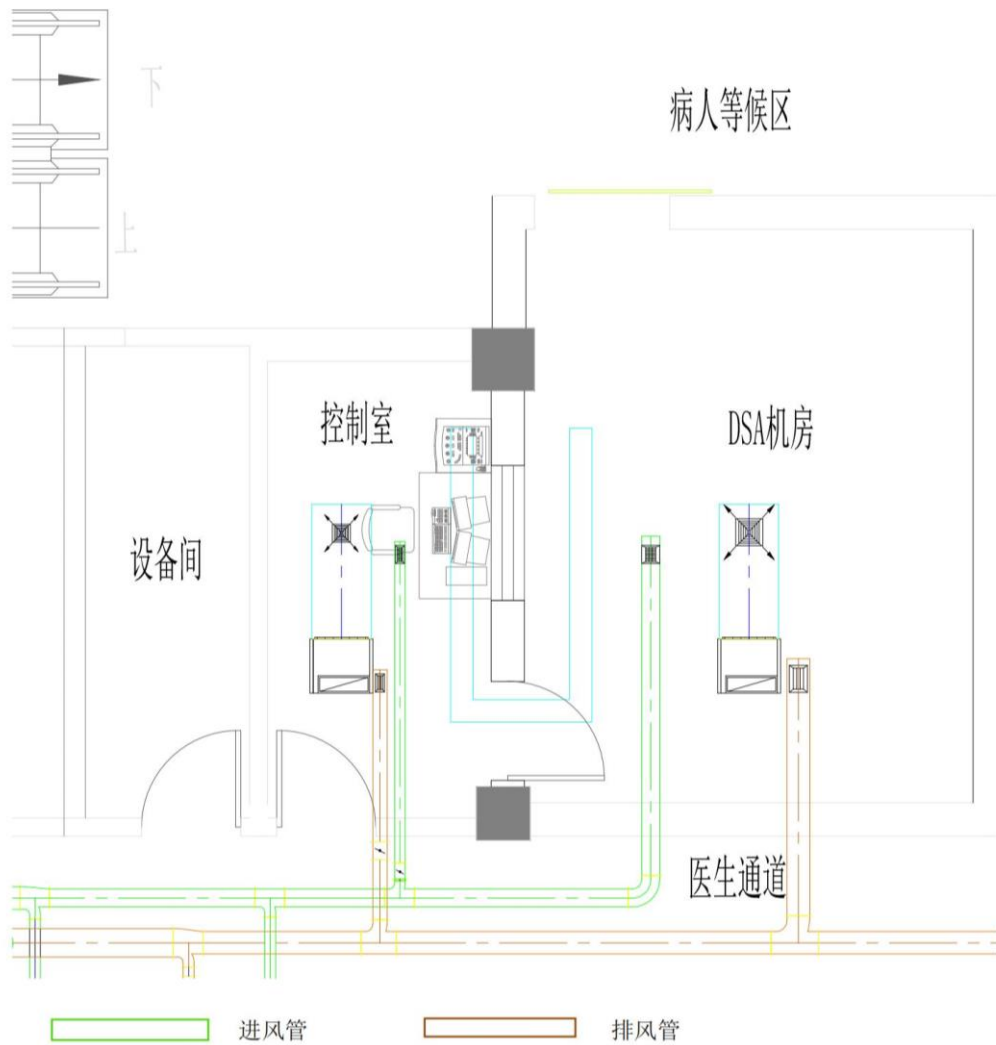 下
病人等候区
上
控制室
DSA机房
设备间
医生通道
进风管
排风管